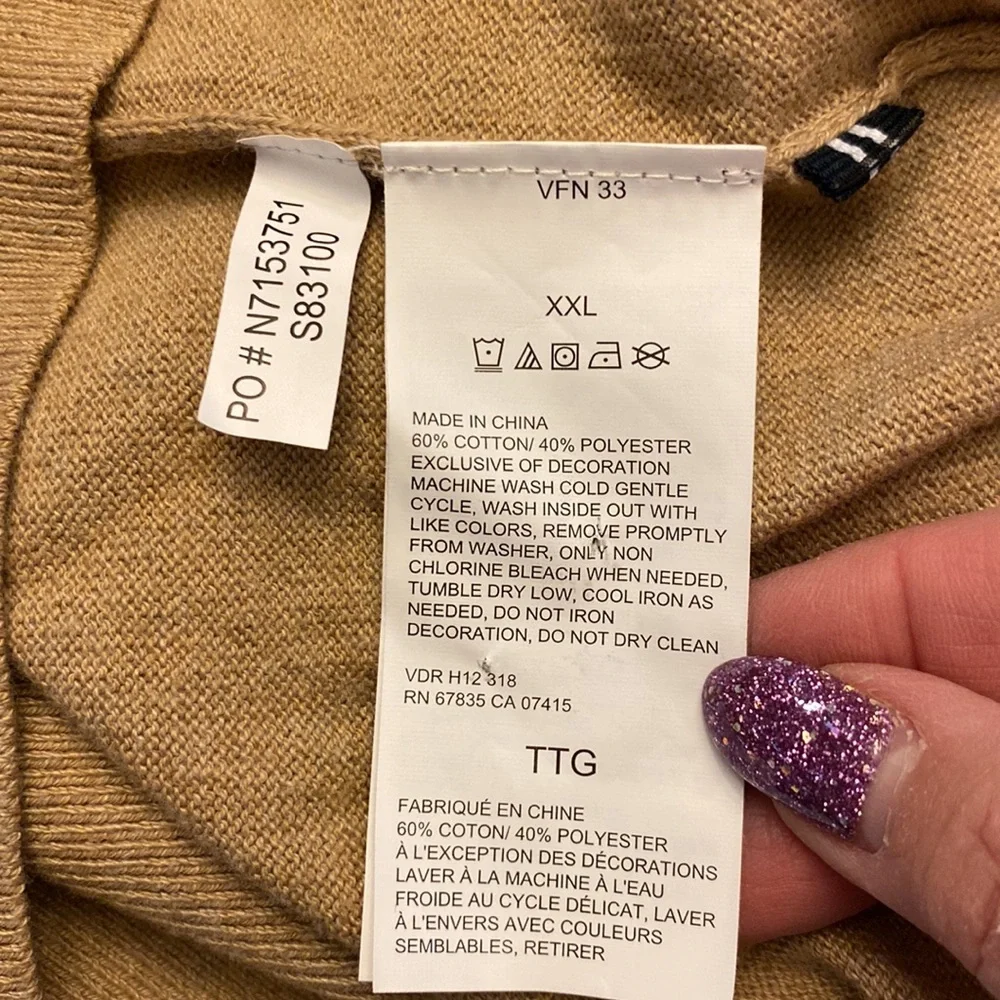 PO # N7153751
S83100
VFN 33
XXL
MADE IN CHINA
60% COTTON/ 40% POLYESTER
EXCLUSIVE OF DECORATION
MACHINE WASH COLD GENTLE
CYCLE, WASH INSIDE OUT WITH
LIKE COLORS, REMOVE PROMPTLY
FROM WASHER, ONLY NON
CHLORINE BLEACH WHEN NEEDED,
TUMBLE DRY LOW, COOL IRON AS
NEEDED, DO NOT IRON
DECORATION, DO NOT DRY CLEAN
VDR H12 318
RN 67835 CA 07415
TTG
FABRIQUÉ EN CHINE
60% COTON/ 40% POLYESTER
À L'EXCEPTION DES DÉCORATIONS
LAVER À LA MACHINE À L'EAU
FROIDE AU CYCLE DÉLICAT, LAVER
À L'ENVERS AVEC COULEURS
SEMBLABLES, RETIRER